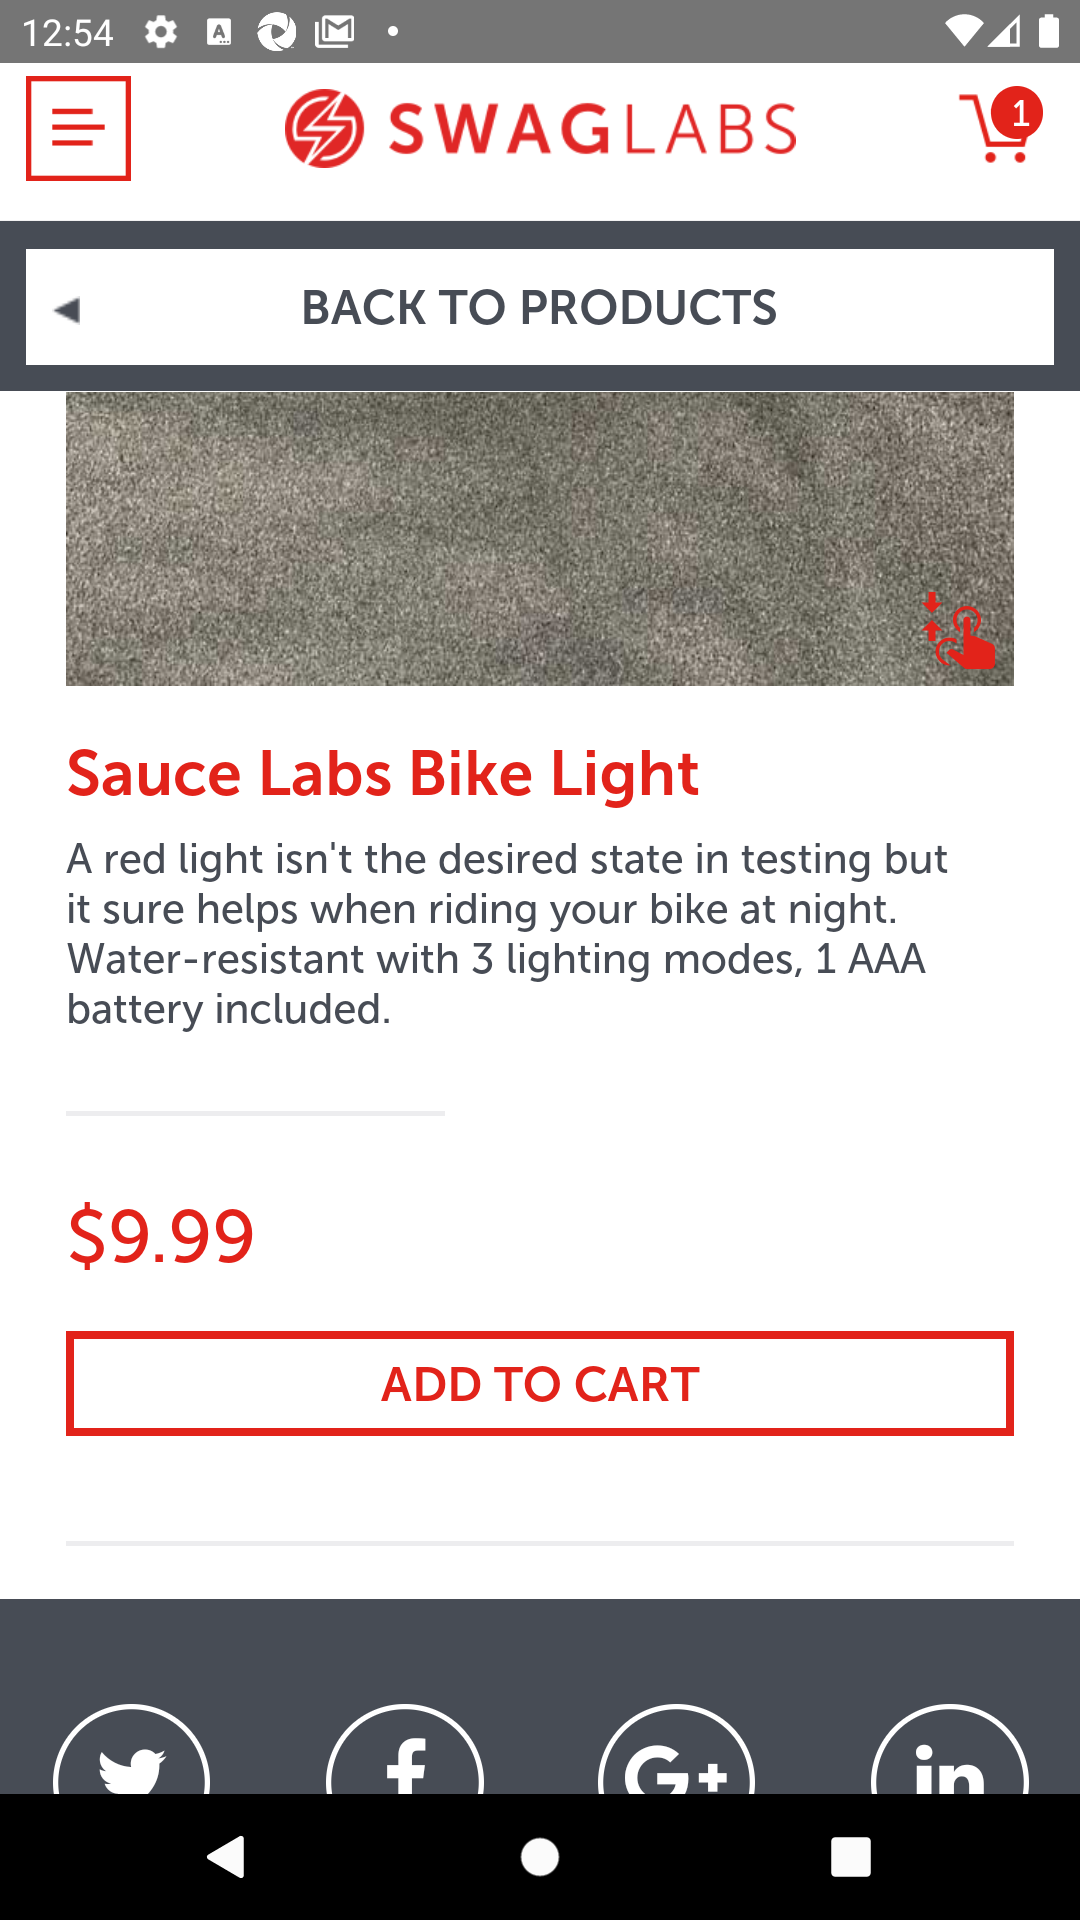 12:54
SWAGLABS
1
BACK TO PRODUCTS
Sauce Labs Bike Light
A red light isn't the desired state in testing but
it sure helps when riding your bike at night.
Water-resistant with 3 lighting modes, 1 AAA
battery included.
$9.99
ADD TO CART